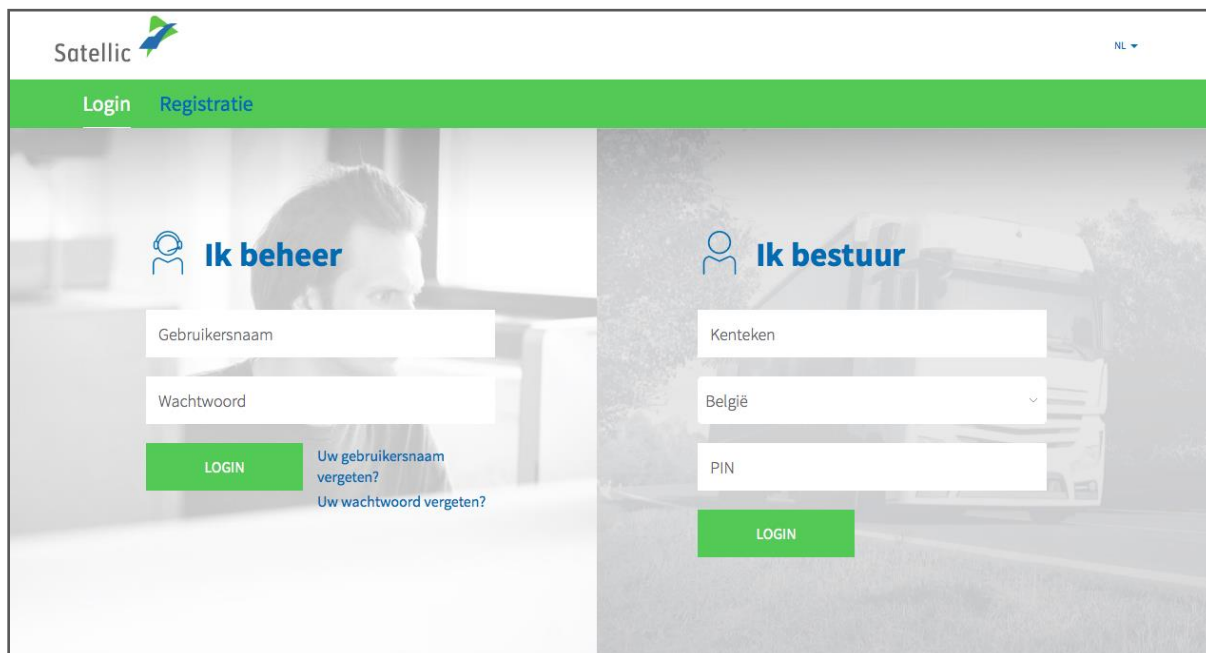 Satellic
NL
Login Registratie
Ik beheer
Gebruikersnaam
Wachtwoord
LOGIN
Uw gebruikersnaam
vergeten?
Uw wachtwoord vergeten?
Ik bestuur
Kenteken
België
PIN
LOGIN